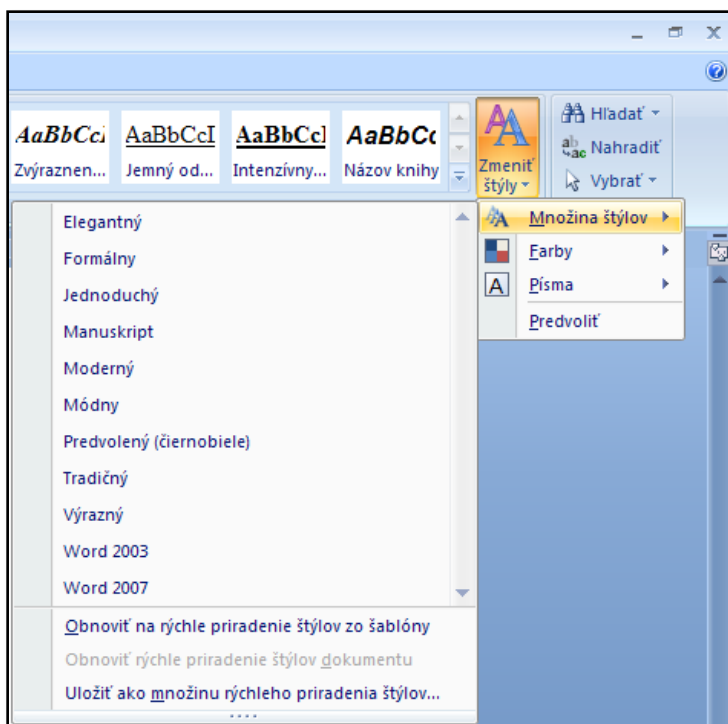 AaBbCcI AaBbCcI AaBbCcI AaBbCc
Zvýraznen... Jemný od... Intenzívny... Názov knihy
Zmeniť
štýly
Hľadať
Nahradiť
Vybrať
Množina štýlov
Farby
Písma
Predvoliť
Elegantný
Formálny
Jednoduchý
Manuskript
Moderný
Módny
Predvolený (čiernobiele)
Tradičný
Výrazný
Word 2003
Word 2007
Obnoviť na rýchle priradenie štýlov zo šablóny
Obnoviť rýchle priradenie štýlov dokumentu
Uložiť ako množinu rýchleho priradenia štýlov...